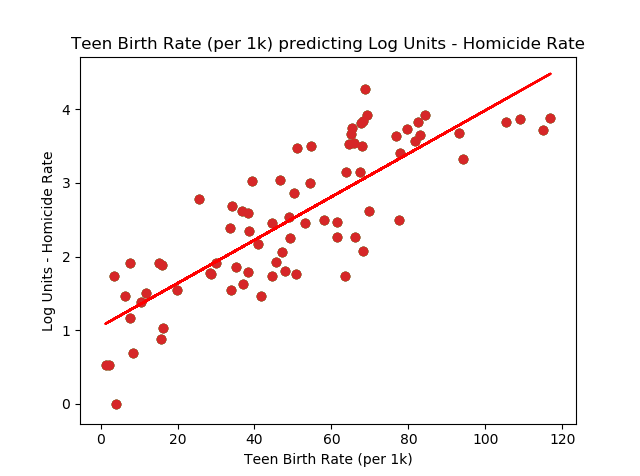 Teen Birth Rate (per 1k) predicting Log Units - Homicide Rate
4
3
2
1
0
Log Units - Homicide Rate
0 20 40 60 80 100 120
Teen Birth Rate (per 1k)